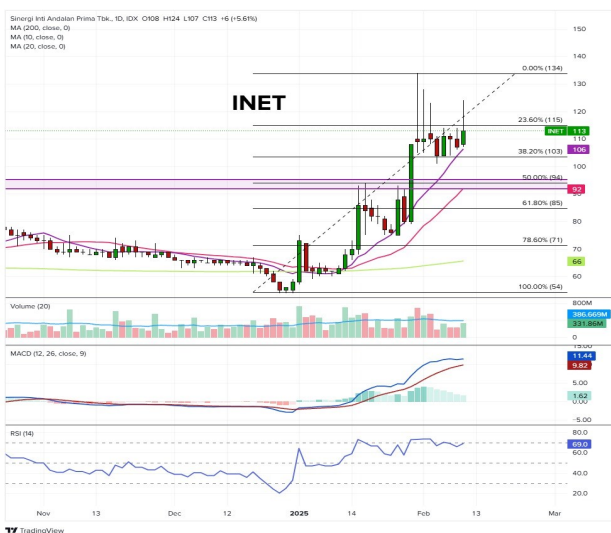 Sinergi Inti Andalan Prima Tbk., 1D, IDX O108 H124 L107 C113 +6 (+5.61%)
MA (200, close, 0)
MA (10, close, 0)
MA (20, close, 0)
INET
150
140
130
120
INET 113
106
100
92
80
70
66
60
50
0.00% (134)
23.60% (115)
38.20% (103)
50.00% (94)
61.80% (85)
78.60% (71)
100.00% (54)
Volume (20)
800M
386.669M
331.86M
0
MACD (12, 26, close, 9)
15.00
11.44
9.82
5.00
1.62
-5.00
RSI (14)
80.0
69.0
60.0
40.0
20.0
Nov 13 Dec 12 2025 14 Feb 13 Mar
TradingView